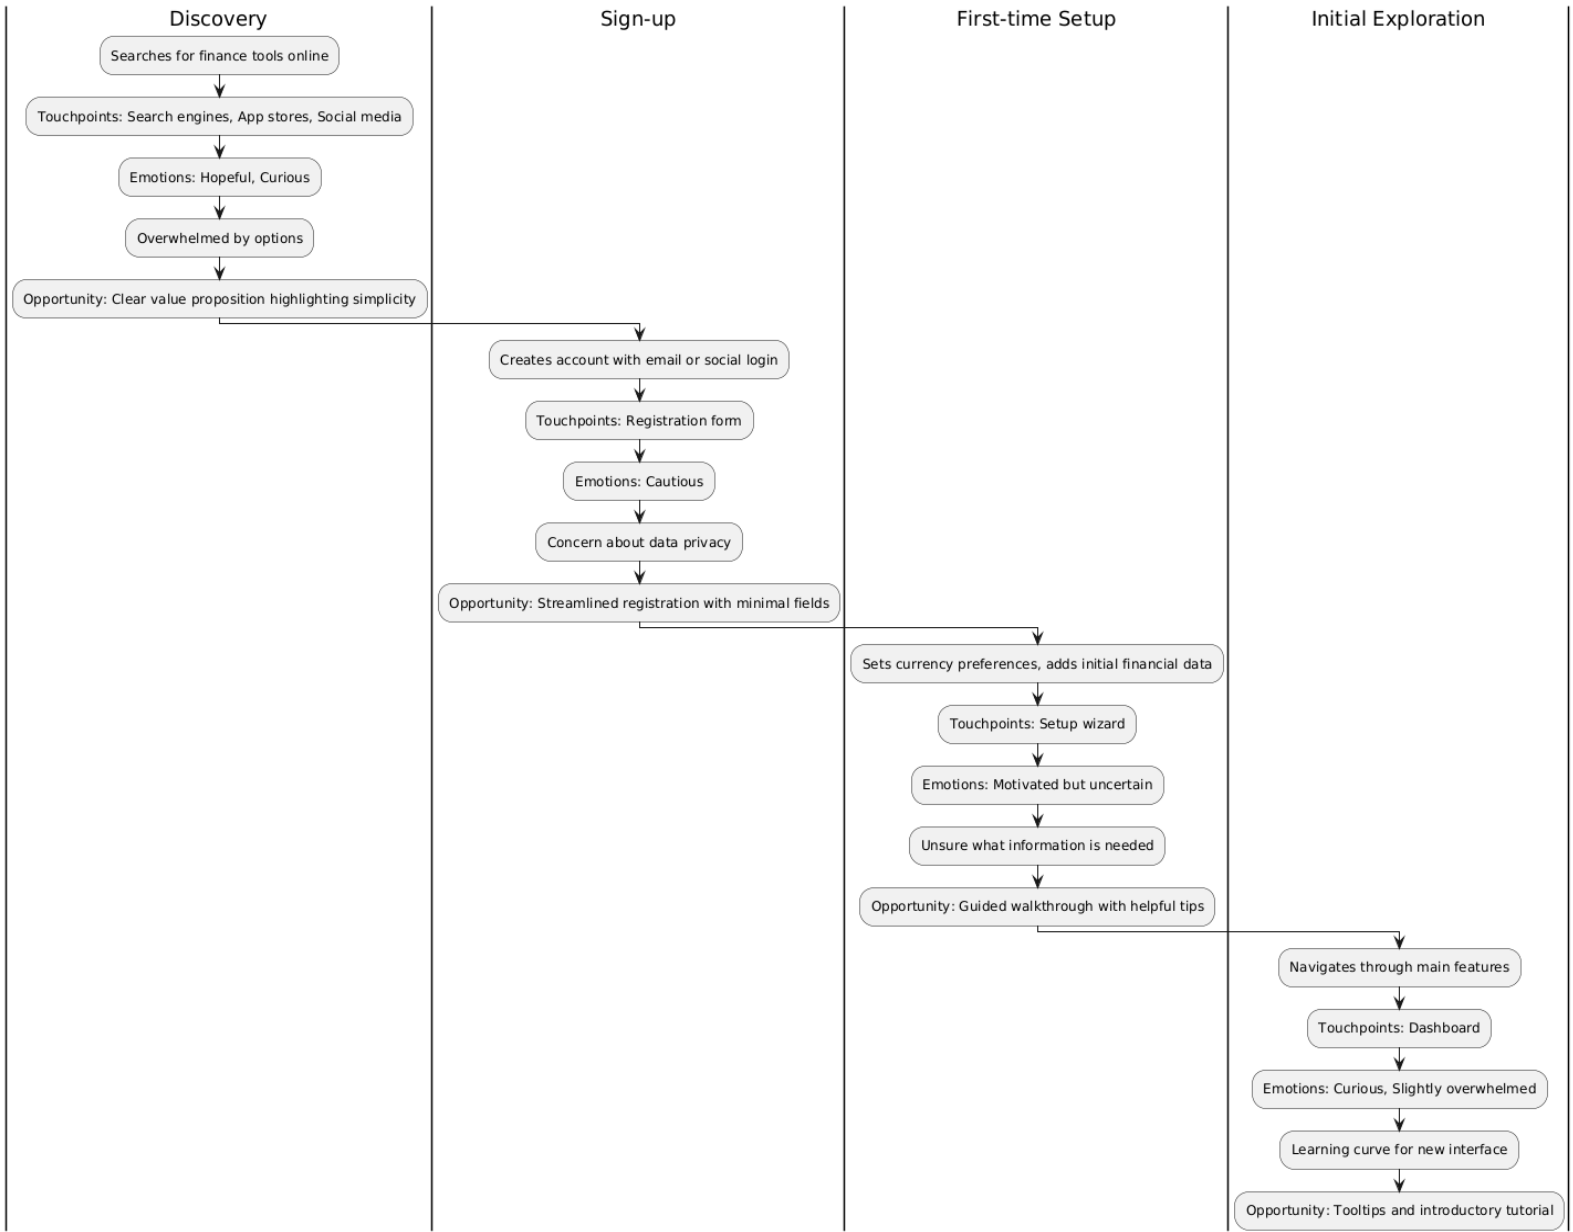 Discovery
Sign-up
First-time Setup
Initial Exploration
Searches for finance tools online
Touchpoints: Search engines, App stores, Social media
Emotions: Hopeful, Curious
Overwhelmed by options
Opportunity: Clear value proposition highlighting simplicity
Creates account with email or social login
Touchpoints: Registration form
Emotions: Cautious
Concern about data privacy
Opportunity: Streamlined registration with minimal fields
Sets currency preferences, adds initial financial data
Touchpoints: Setup wizard
Emotions: Motivated but uncertain
Unsure what information is needed
Opportunity: Guided walkthrough with helpful tips
Navigates through main features
Touchpoints: Dashboard
Emotions: Curious, Slightly overwhelmed
Learning curve for new interface
Opportunity: Tooltips and introductory tutorial